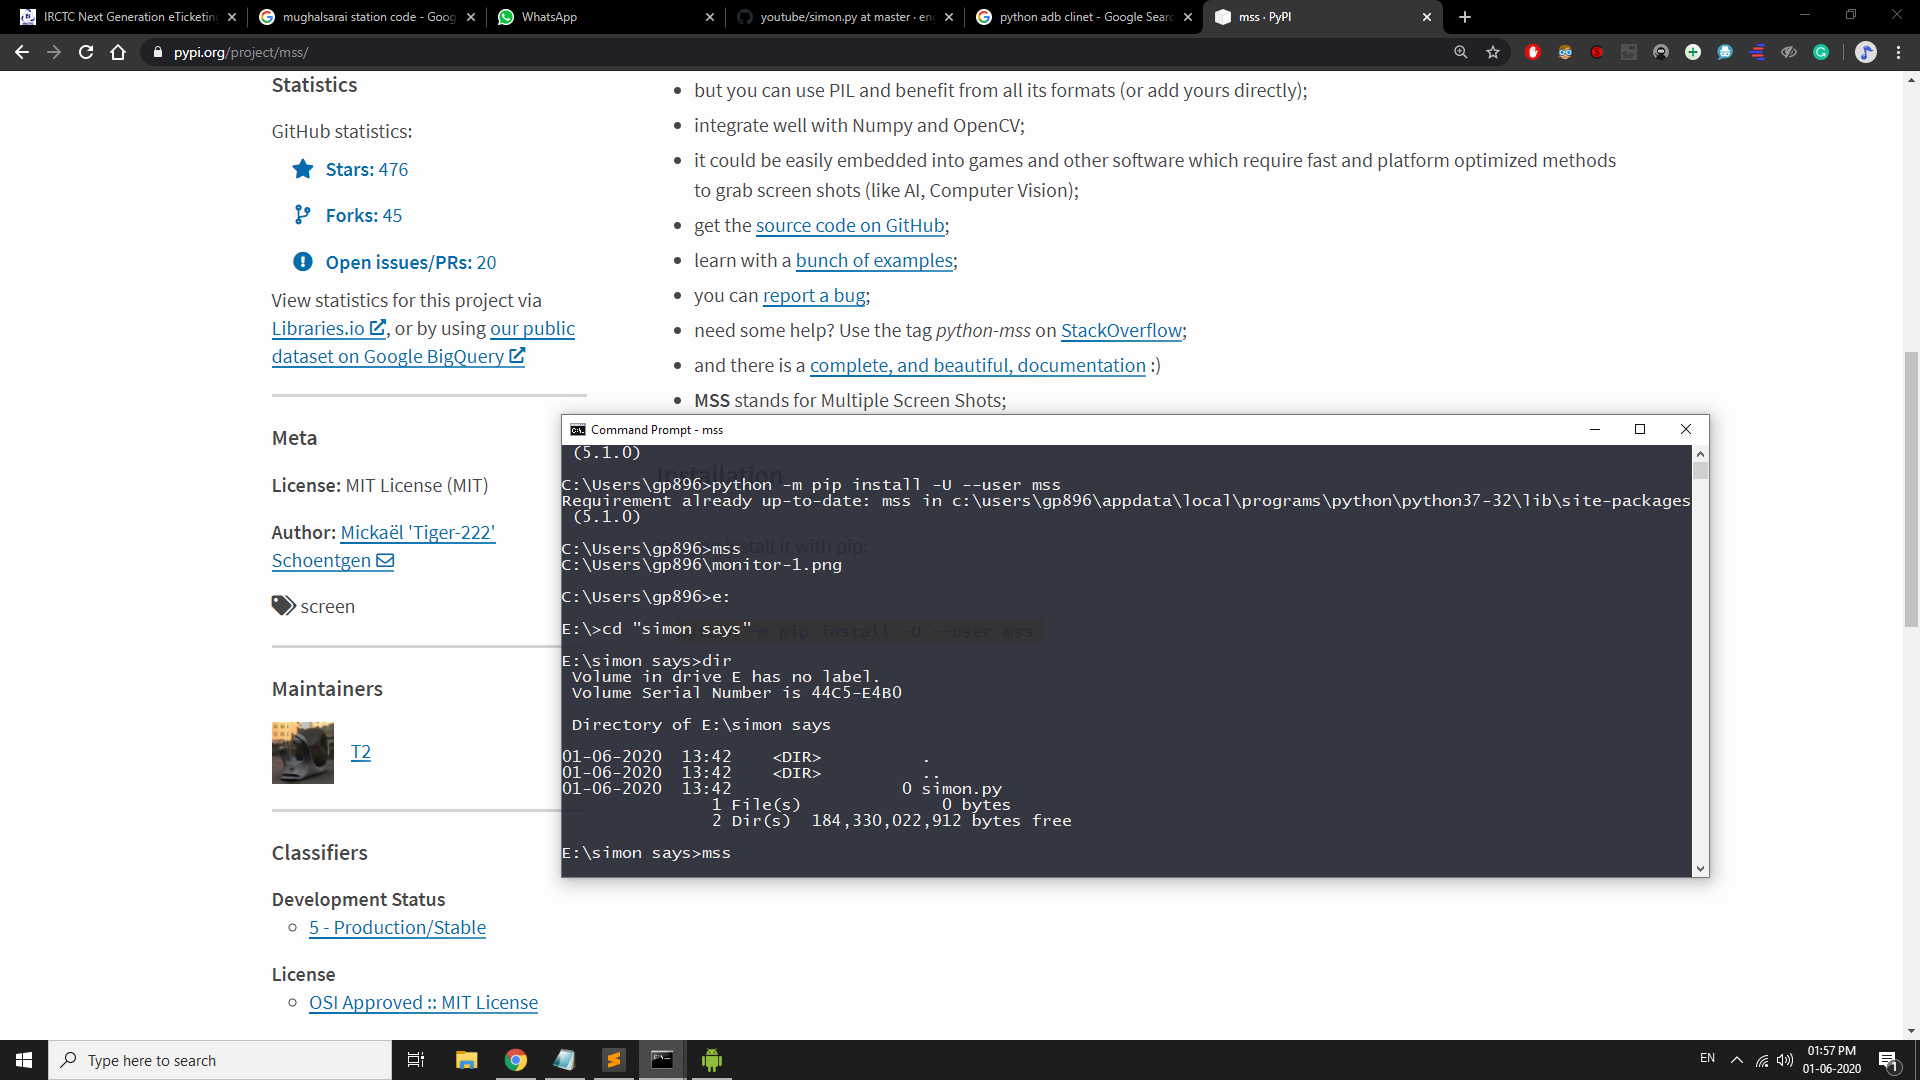 IRCTC Next Generation eTicketing
mughalsarai station code - Goog
WhatsApp
youtube/simon.py at master · en
python adb clinet - Google Searc
mss · PyPI
pypi.org/project/mss/
Statistics
GitHub statistics:
Stars: 476
Forks: 45
Open issues/PRs: 20
View statistics for this project via
Libraries.io, or by using our public
dataset on Google BigQuery
Meta
License: MIT License (MIT)
Author: Mickaël 'Tiger-222'
Schoentgen
screen
Maintainers
T2
Classifiers
Development Status
5 - Production/Stable
License
OSI Approved :: MIT License
but you can use PIL and benefit from all its formats (or add yours directly);
integrate well with Numpy and OpenCV;
it could be easily embedded into games and other software which require fast and platform optimized methods
to grab screen shots (like AI, Computer Vision);
get the source code on GitHub;
learn with a bunch of examples;
you can report a bug;
need some help? Use the tag python-mss on StackOverflow;
and there is a complete, and beautiful, documentation :)
MSS stands for Multiple Screen Shots;
Installation
install it with pip:
-m pip install -U --user mss
Command Prompt - mss
(5.1.0)
C:\Users\gp896>python -m pip install -U --user mss
Requirement already up-to-date: mss in c:\users\gp896\appdata\local\programs\python\python37-32\lib\site-packages
(5.1.0)
C:\Users\gp896>mss
C:\Users\gp896\monitor-1.png
C:\Users\gp896>e:
E:\>cd "simon says"
E:\simon says>dir
Volume in drive E has no label.
Volume Serial Number is 44C5-E4B0
Directory of E:\simon says
01-06-2020 13:42 <DIR> .
01-06-2020 13:42 <DIR> ..
01-06-2020 13:42 0 simon.py
1 File(s) 0 bytes
2 Dir(s) 184,330,022,912 bytes free
E:\simon says>mss
Type here to search
EN
01:57 PM
01-06-2020
1